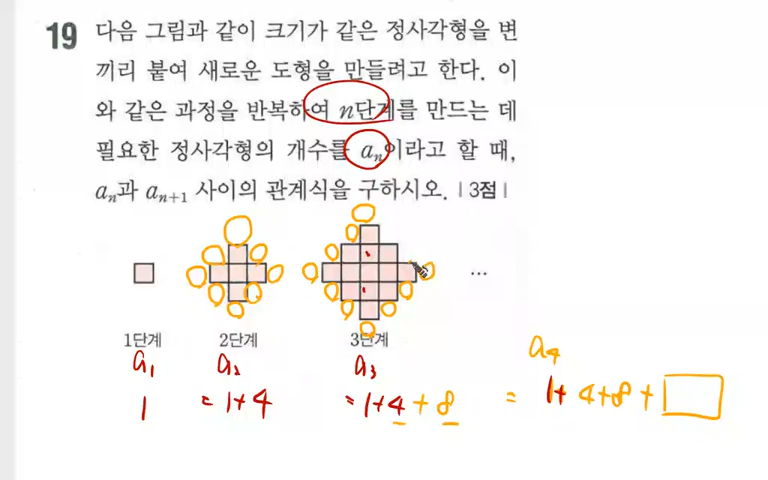 19 다음 그림과 같이 크기가 같은 정사각형을 변
끼리 붙여 새로운 도형을 만들려고 한다. 이
와 같은 과정을 반복하여 n단계를 만드는 데
필요한 정사각형의 개수를 aₙ이라고 할 때,
aₙ과 aₙ₊₁ 사이의 관계식을 구하시오. | 3점 |
...
1단계 2단계 3단계
a₁ a₂ a₃ a₄
1 = 1+4 = 1+4+8 = 1+4+8+